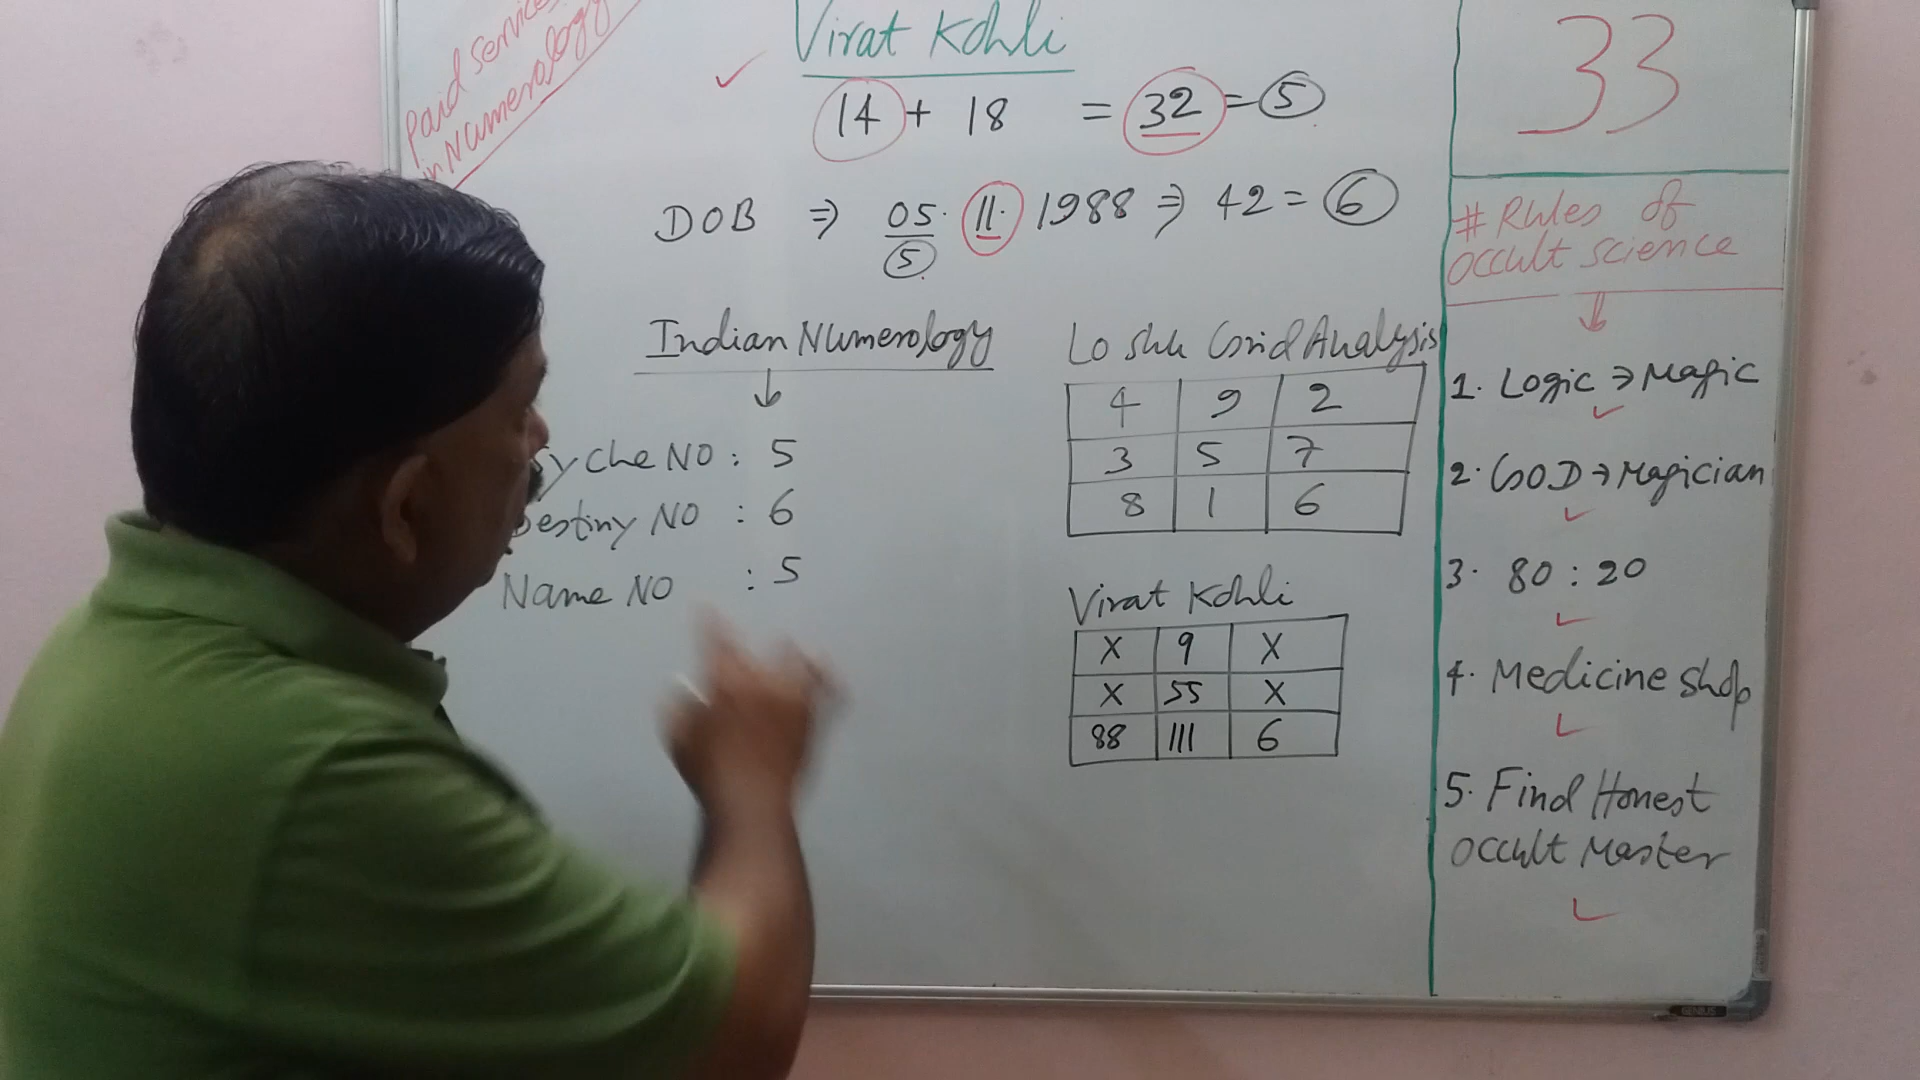 Paid Services
in Numerology
Virat Kohli
14 + 18 = 32 = 5
DOB ⇒ 05. 11. 1988 ⇒ 42 = 6
5
Indian Numerology
Psyche NO : 5
Destiny NO : 6
Name NO : 5
Lo Shu Grid Analysis
4 9 2
3 5 7
8 1 6
Virat Kohli
X 9 X
X 55 X
88 111 6
33
# Rules of
occult science
1. Logic ⇒ Magic
2. GOD → Magician
3. 80 : 20
4. Medicine Shop
5. Find Honest
occult Master
GENIUS